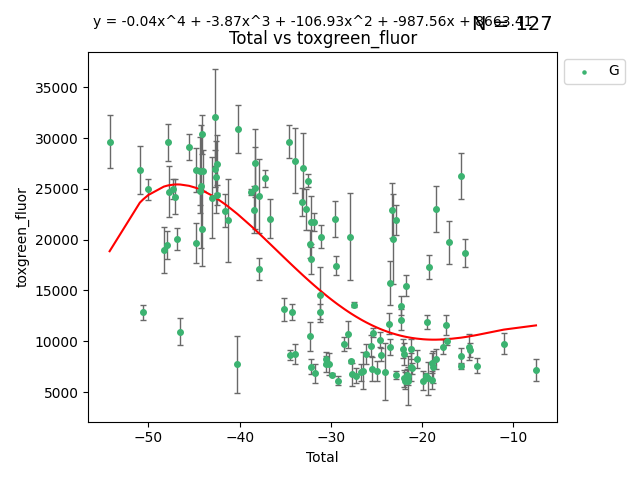 y = -0.04x^4 + -3.87x^3 + -106.93x^2 + -987.56x + 8663.41
N = 127
Total vs toxgreen_fluor
G
35000
30000
25000
20000
15000
10000
5000
toxgreen_fluor
−50
−40
−30
−20
−10
Total